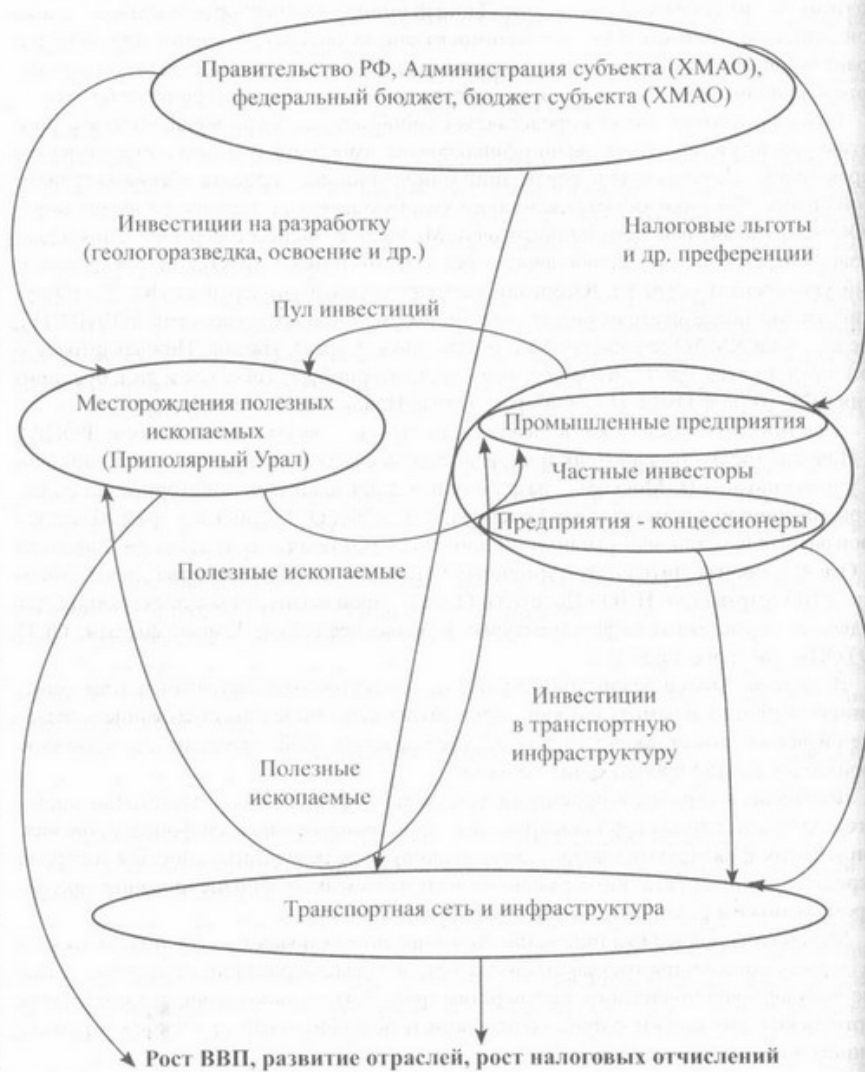 Правительство РФ, Администрация субъекта (ХМАО),
федеральный бюджет, бюджет субъекта (ХМАО)
Инвестиции на разработку
(геологоразведка, освоение и др.)
Налоговые льготы
и др. преференции
Пул инвестиций
Месторождения полезных
ископаемых
(Приполярный Урал)
Промышленные предприятия
Частные инвесторы
Предприятия - концессионеры
Полезные ископаемые
Инвестиции
в транспортную
инфраструктуру
Полезные
ископаемые
Транспортная сеть и инфраструктура
Рост ВВП, развитие отраслей, рост налоговых отчислений